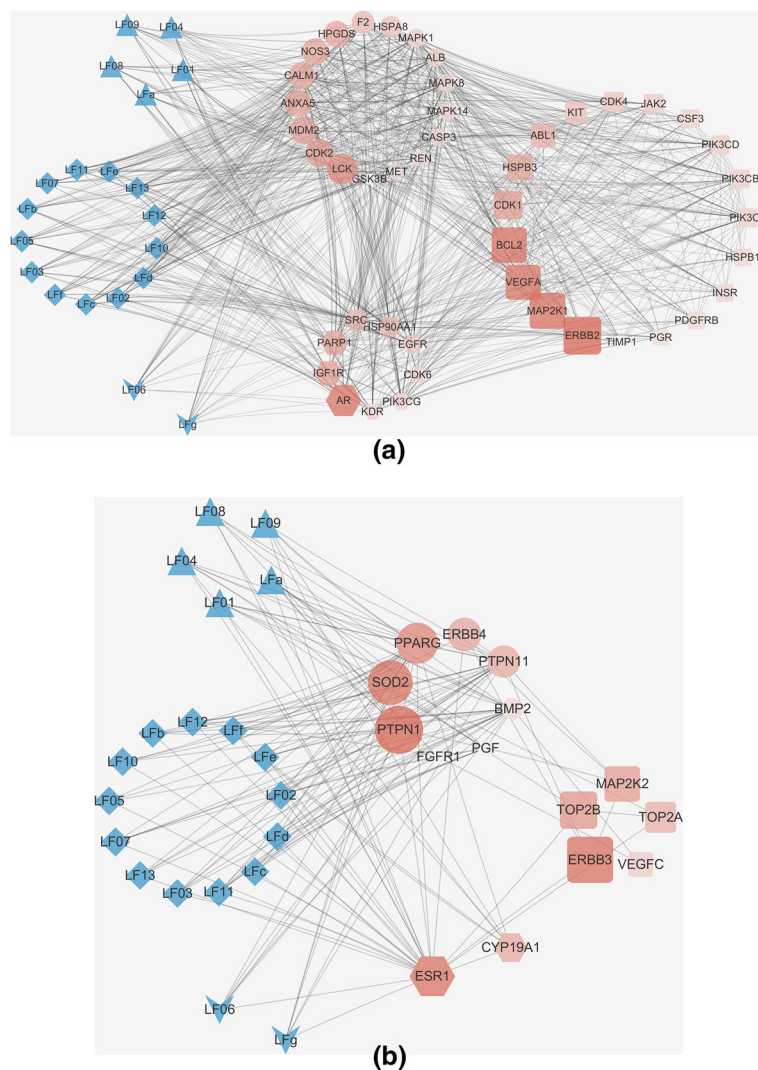 LF09
LF04
LF08
LF01
LFa
HPGDS
F2
HSPA8
MAPK1
NOS3
ALB
CALM1
MAPK8
ANXA5
MAPK14
MDM2
CASP3
CDK2
REN
LCK
GSK3B
MET
KIT
CDK4
JAK2
CSF3
ABL1
PIK3CD
HSPB3
PIK3CB
CDK1
PIK3C
BCL2
HSPB1
VEGFA
INSR
MAP2K1
PDGFRB
ERBB2
TIMP1
PGR
LF11
LFe
LF07
LF13
LFb
LF12
LF05
LF10
LF03
LFd
LFf
LFc
LF02
SRC
HSP90AA1
PARP1
EGFR
IGF1R
CDK6
AR
KDR
PIK3CG
LF06
LFg
(a)
LF08
LF09
LF04
LFa
LF01
PPARG
ERBB4
PTPN11
SOD2
BMP2
PTPN1
FGFR1
PGF
LFb
LF12
LFf
LF10
LFe
LF05
LF02
LF07
LFd
LF13
LFc
LF03
LF11
MAP2K2
TOP2B
TOP2A
ERBB3
VEGFC
CYP19A1
ESR1
LF06
LFg
(b)